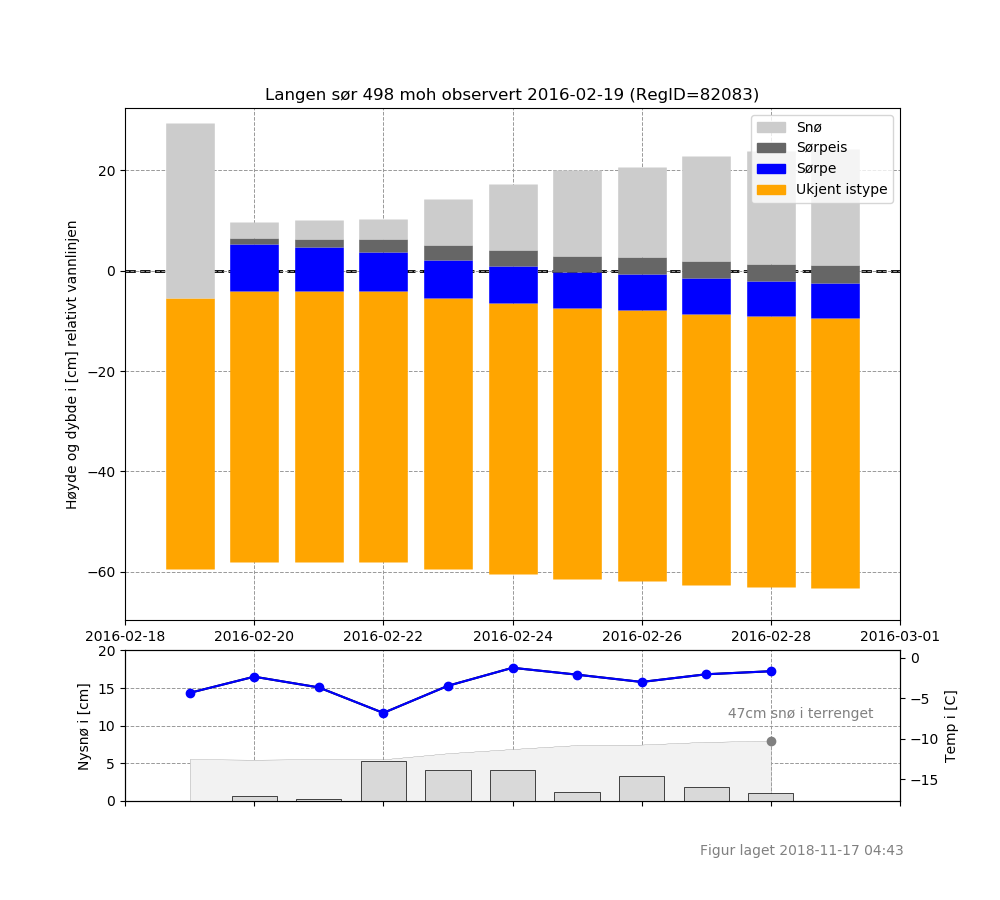 Langen sør 498 moh observert 2016-02-19 (RegID=82083)
Høyde og dybde i [cm] relativt vannlinjen
20
0
−20
−40
−60
Snø
Sørpeis
Sørpe
Ukjent istype
2016-02-18 2016-02-20 2016-02-22 2016-02-24 2016-02-26 2016-02-28 2016-03-01
Nysnø i [cm]
20
15
10
5
0
47cm snø i terrenget
0
−5
−10
−15
Temp i [C]
Figur laget 2018-11-17 04:43